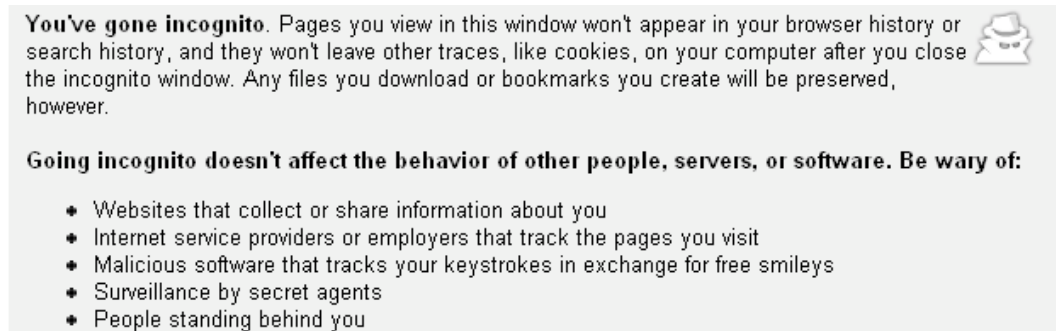 You've gone incognito. Pages you view in this window won't appear in your browser history or
search history, and they won't leave other traces, like cookies, on your computer after you close
the incognito window. Any files you download or bookmarks you create will be preserved,
however.
Going incognito doesn't affect the behavior of other people, servers, or software. Be wary of:
• Websites that collect or share information about you
• Internet service providers or employers that track the pages you visit
• Malicious software that tracks your keystrokes in exchange for free smileys
• Surveillance by secret agents
• People standing behind you